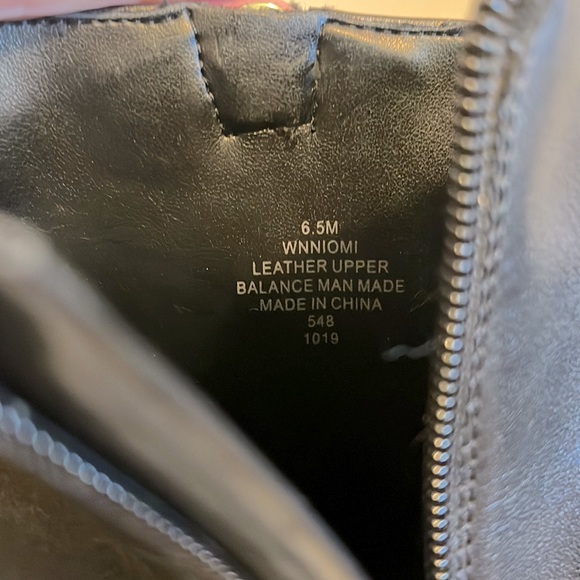 6.5M
WNNIOMI
LEATHER UPPER
BALANCE MAN MADE
MADE IN CHINA
548
1019